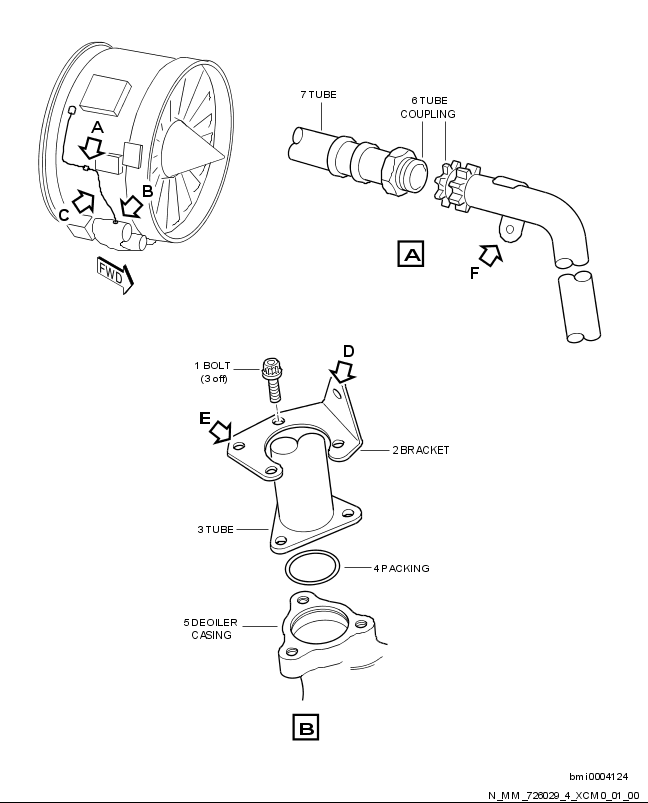 A
B
C
FWD
7 TUBE
6 TUBE
COUPLING
A
F
1 BOLT
(3 off)
D
E
2 BRACKET
3 TUBE
4 PACKING
5 DEOILER
CASING
B
bmi0004124
N_MM_726029_4_XCM0_01_00